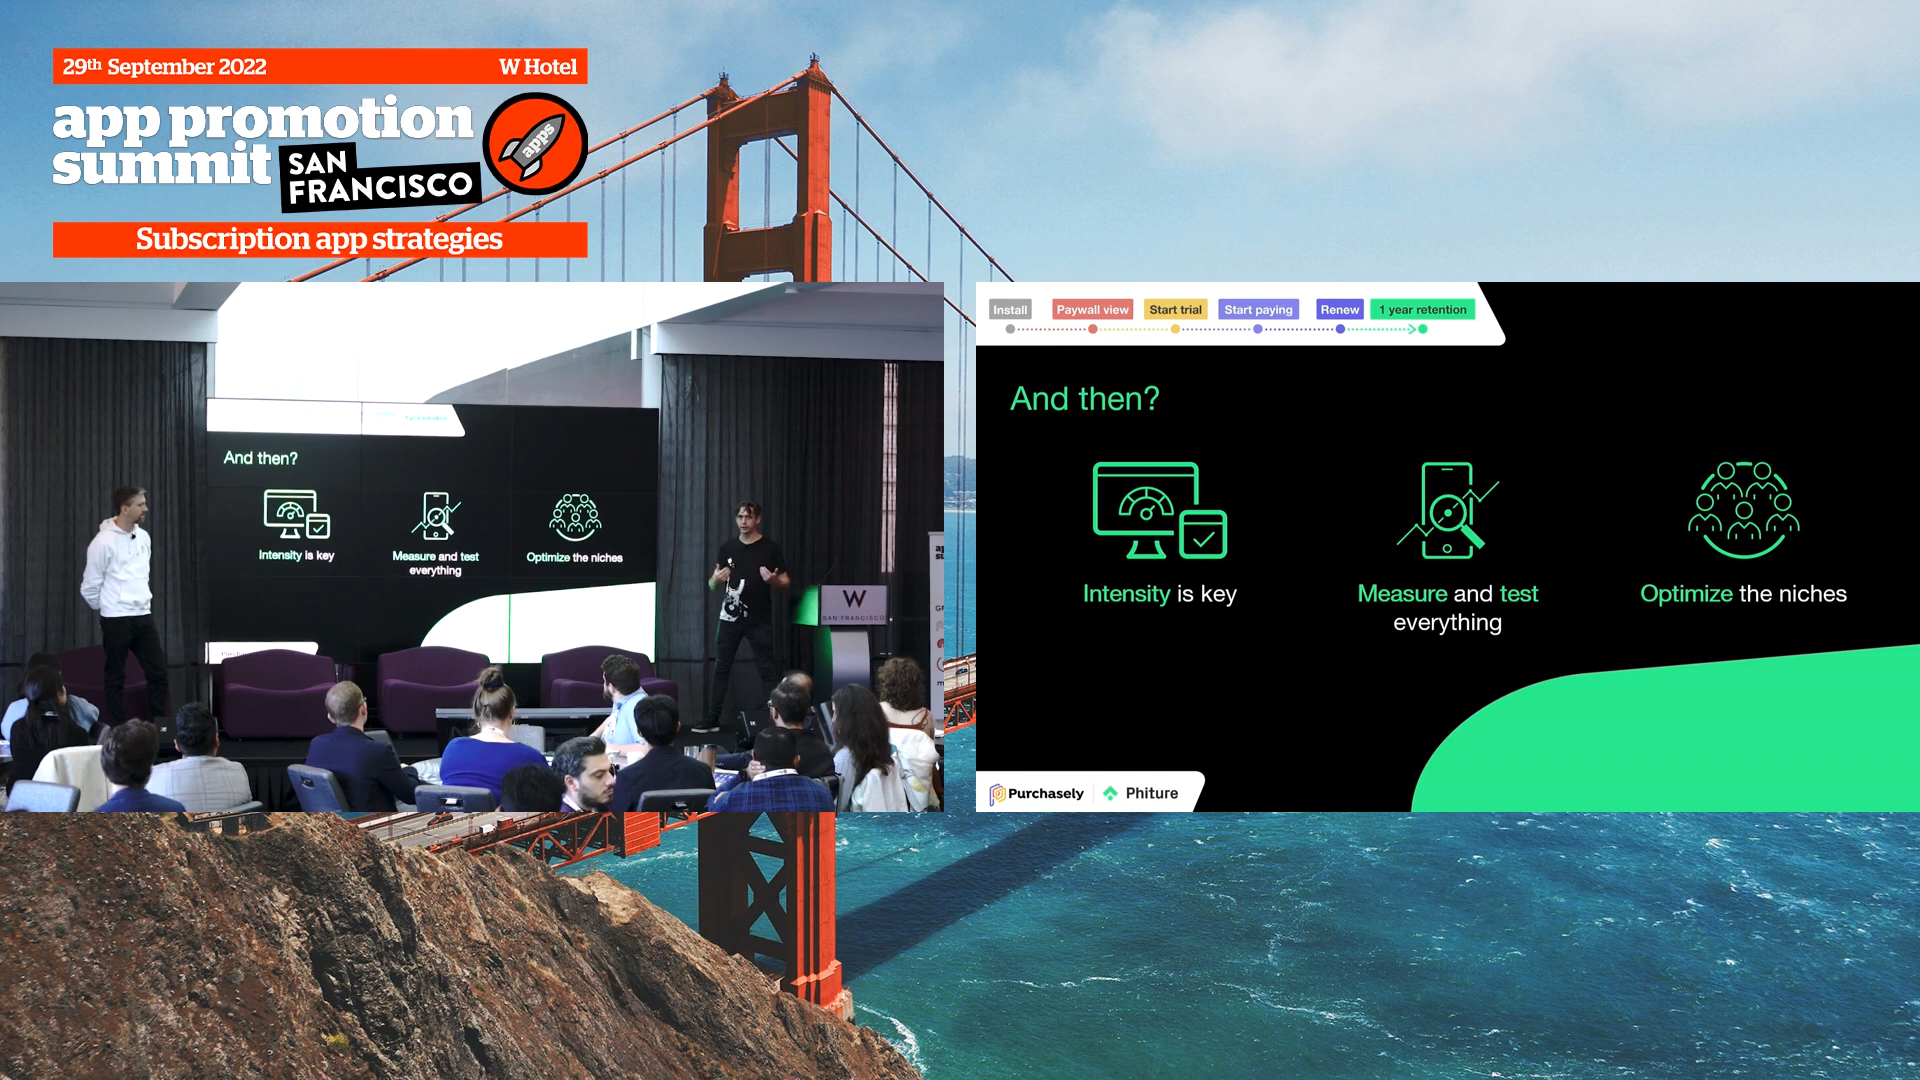 29th September 2022
W Hotel
app promotion
summit SAN
FRANCISCO
apps
Subscription app strategies
And then?
Intensity is key
Measure and test
everything
Optimize the niches
W
SAN FRANCISCO
Install
Paywall view
Start trial
Start paying
Renew
1 year retention
And then?
Intensity is key
Measure and test
everything
Optimize the niches
Purchasely
Phiture